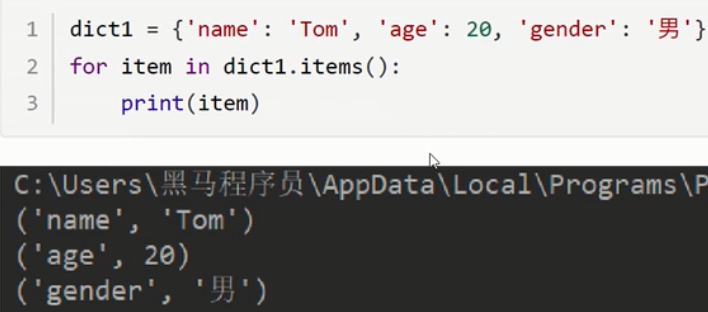 1 dict1 = {'name': 'Tom', 'age': 20, 'gender': '男'}
2 for item in dict1.items():
3     print(item)
C:\Users\黑马程序员\AppData\Local\Programs\P
('name', 'Tom')
('age', 20)
('gender', '男')